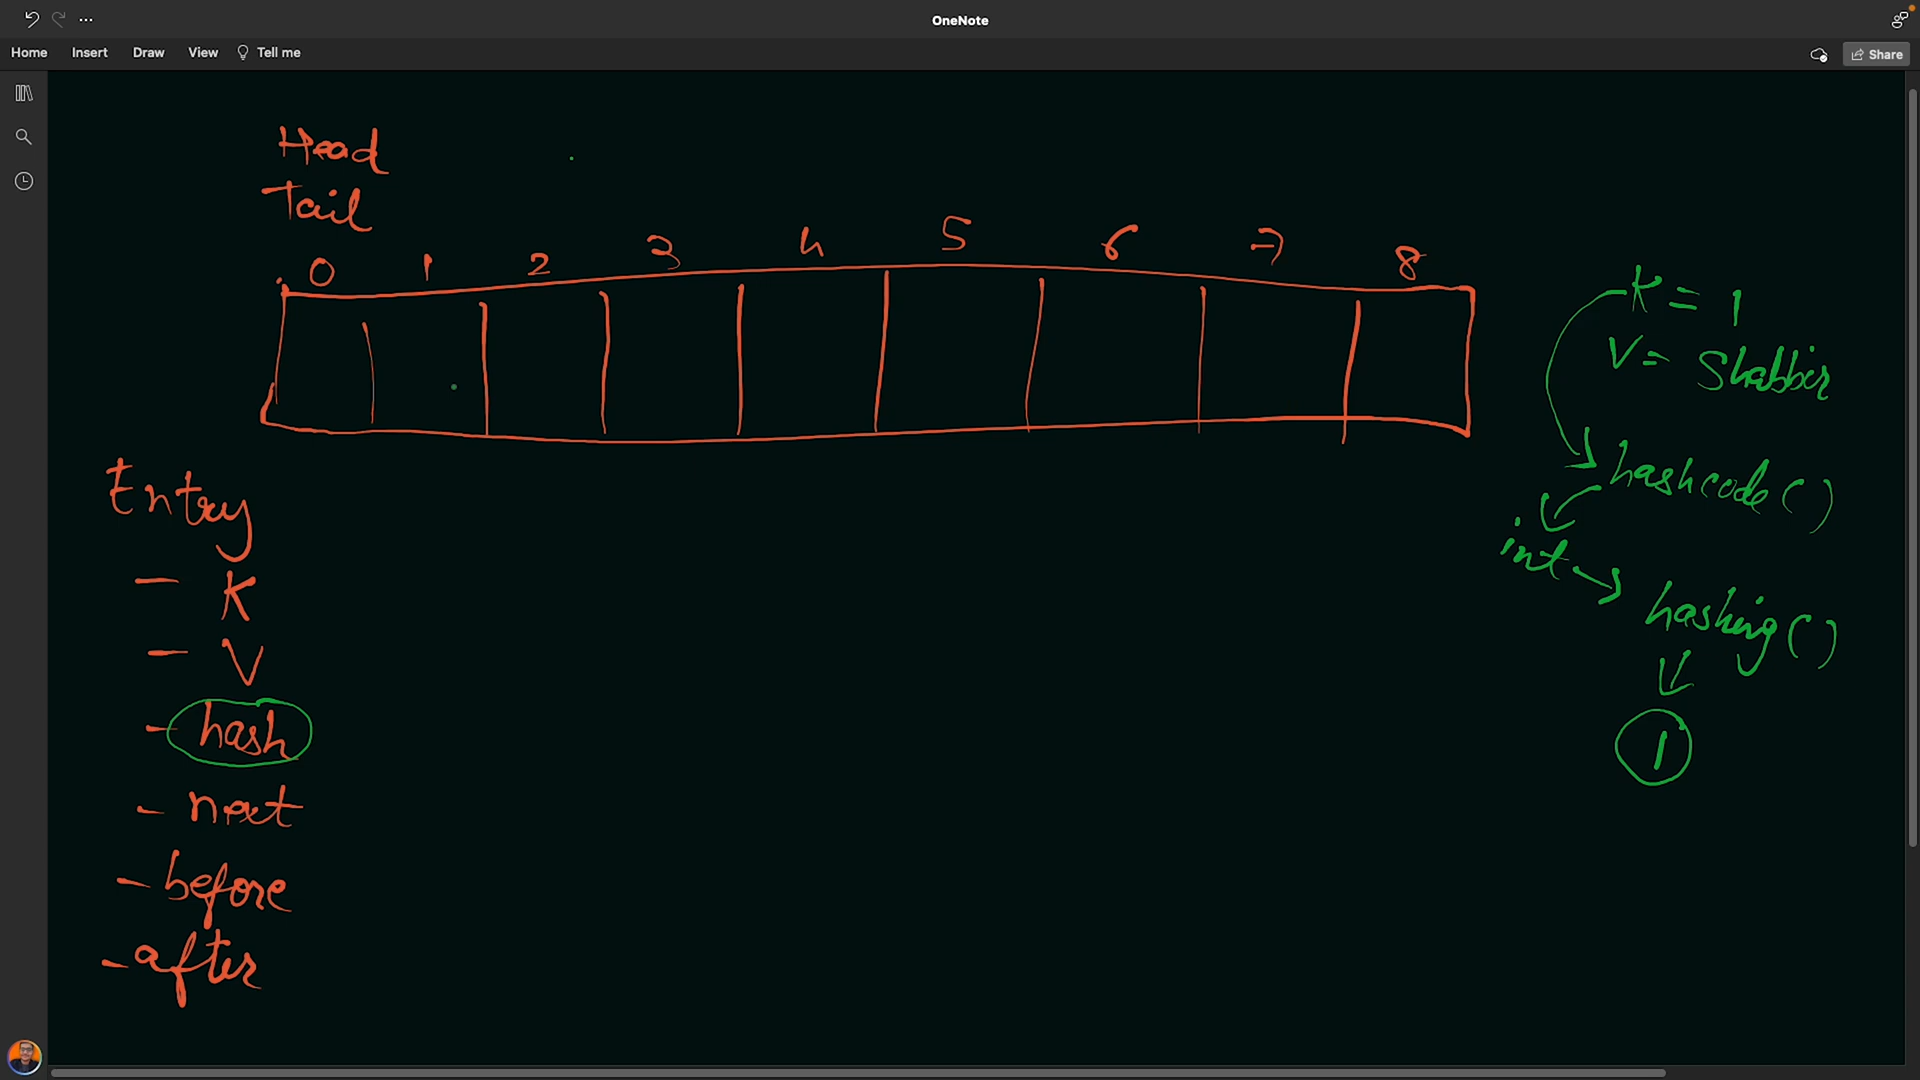 OneNote
Home Insert Draw View Tell me
Share
Head
Tail
0 1 2 3 4 5 6 7 8
K = 1
V = Shabbir
hashcode()
int
hashing()
1
Entry
- K
- V
- hash
- next
- before
- after